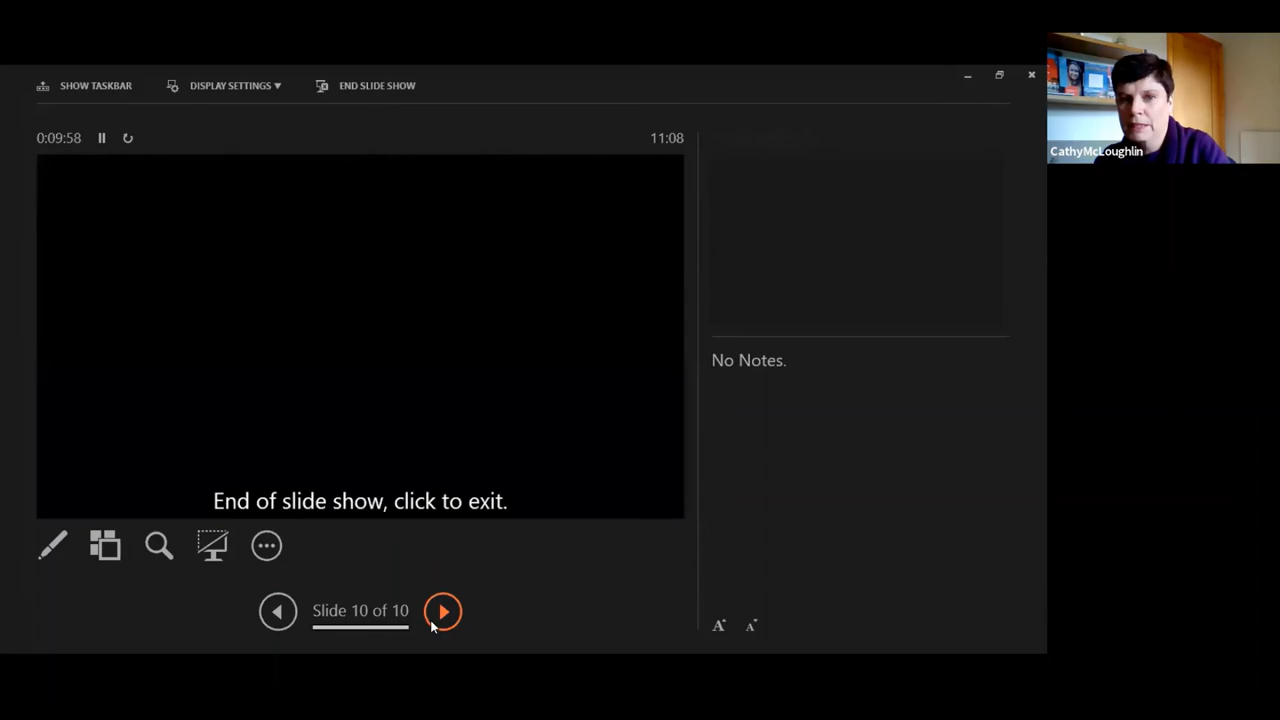 SHOW TASKBAR DISPLAY SETTINGS ▼ END SLIDE SHOW
0:09:58 11:08
CathyMcLoughlin
No Notes.
End of slide show, click to exit.
Slide 10 of 10
A A